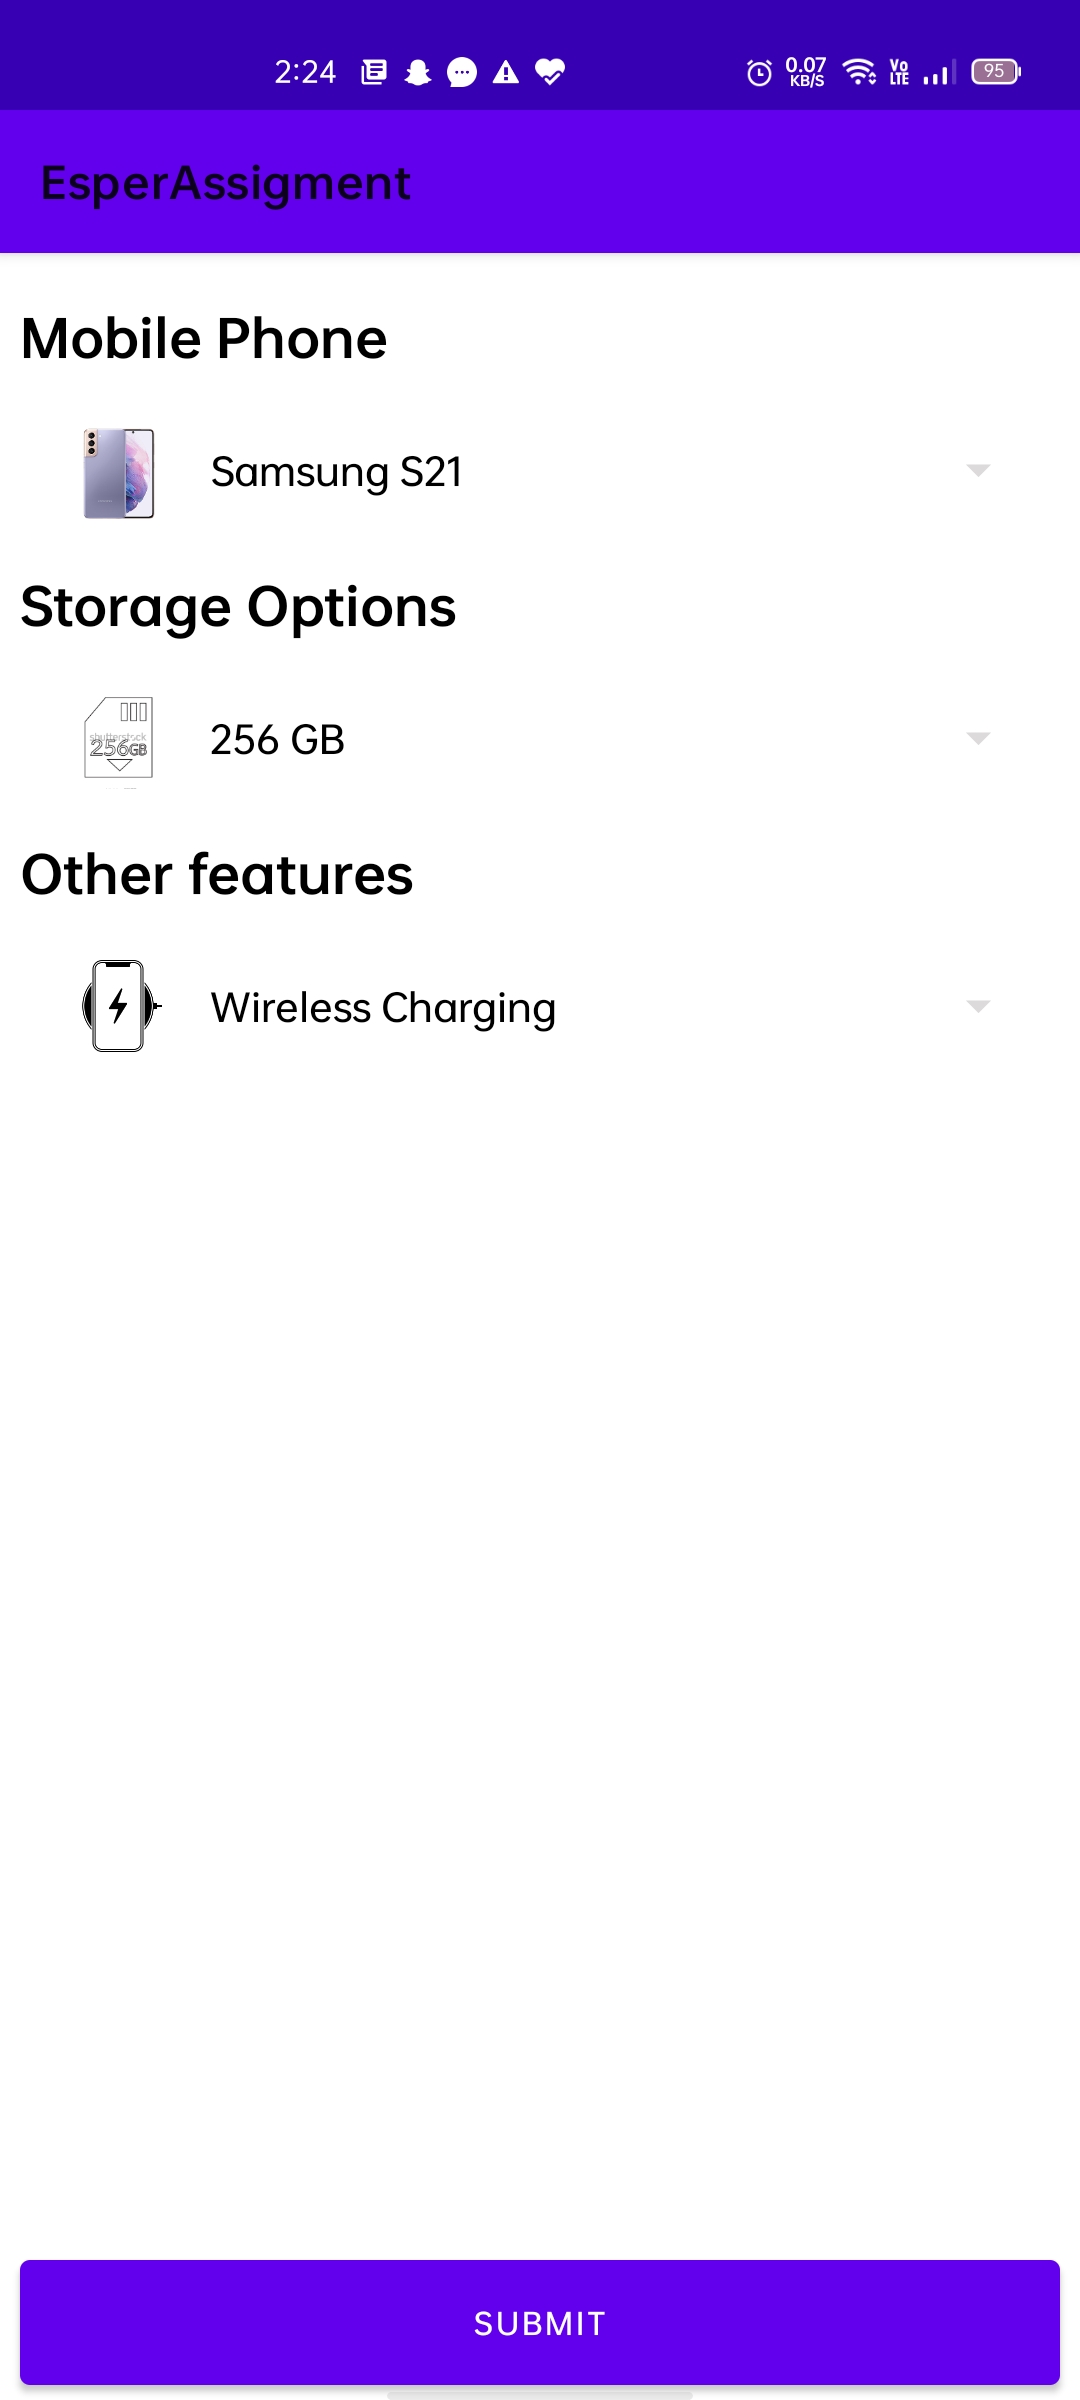 2:24
0.07
KB/S
Vo
LTE
95
EsperAssigment
Mobile Phone
Samsung S21
Storage Options
shutterstock
256GB
256 GB
Other features
Wireless Charging
SUBMIT